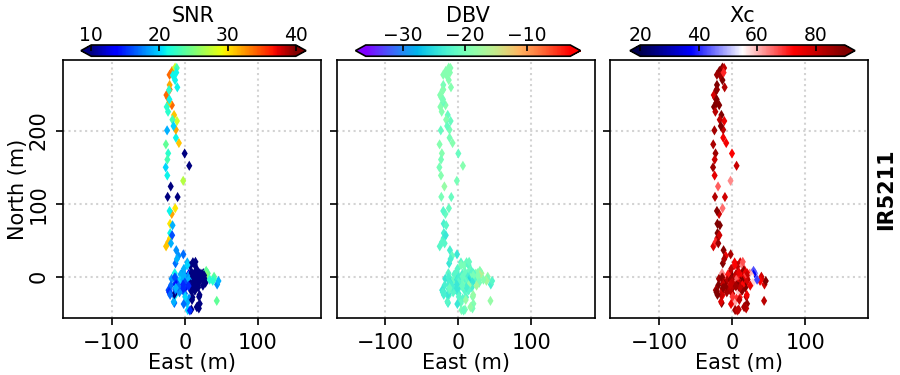 SNR DBV Xc
10 20 30 40 −30 −20 −10 20 40 60 80
200
100
0
North (m)
IR5211
−100 0 100 −100 0 100 −100 0 100
East (m) East (m) East (m)